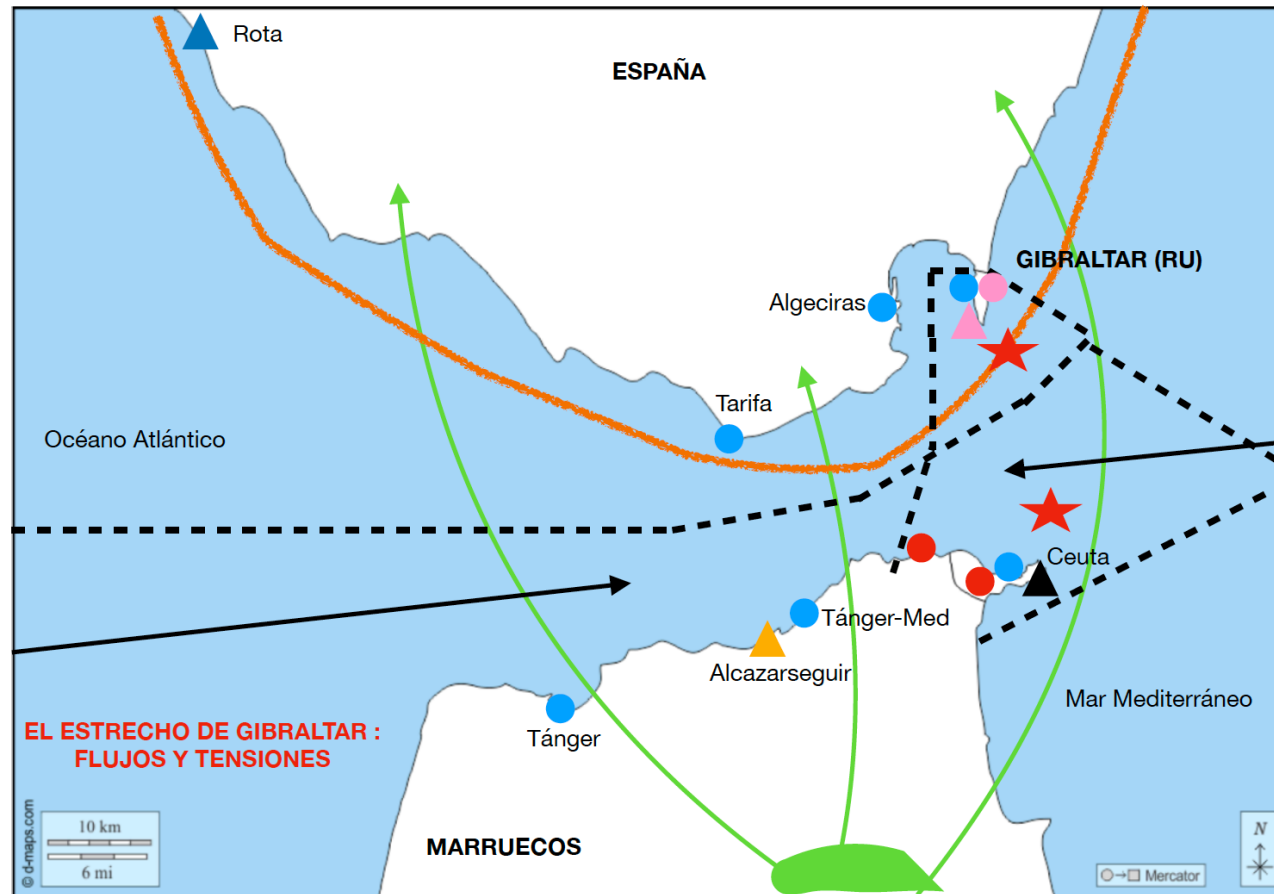 Rota
ESPAÑA
GIBRALTAR (RU)
Algeciras
Tarifa
Océano Atlántico
Ceuta
Tánger-Med
Alcazarseguir
Mar Mediterráneo
EL ESTRECHO DE GIBRALTAR :
FLUJOS Y TENSIONES
Tánger
MARRUECOS
10 km
6 mi
© d-maps.com
N
Mercator